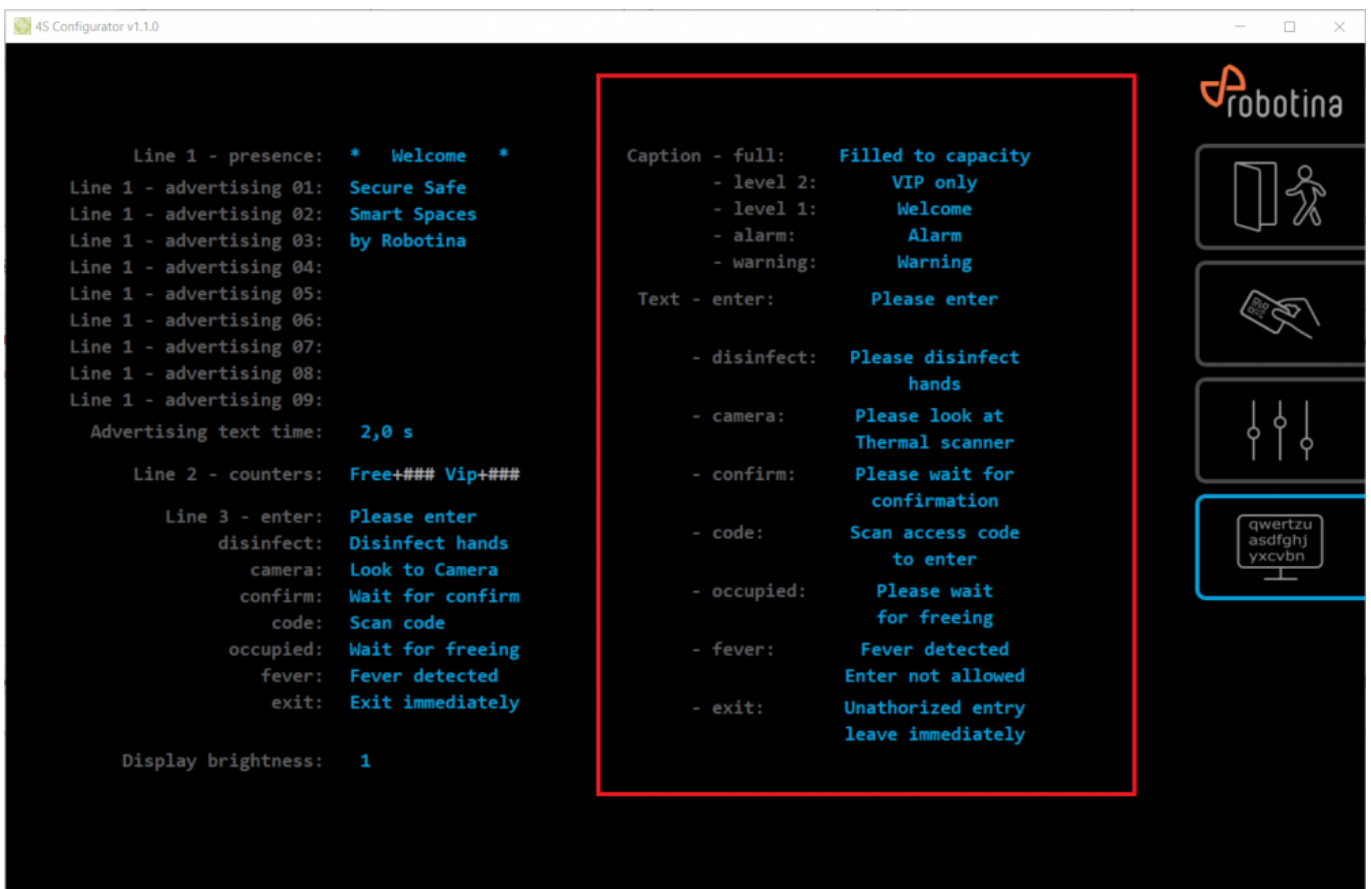 4S Configurator v1.1.0
robotina
Line 1 - presence: * Welcome *
Line 1 - advertising 01: Secure Safe
Line 1 - advertising 02: Smart Spaces
Line 1 - advertising 03: by Robotina
Line 1 - advertising 04:
Line 1 - advertising 05:
Line 1 - advertising 06:
Line 1 - advertising 07:
Line 1 - advertising 08:
Line 1 - advertising 09:
Advertising text time: 2,0 s
Line 2 - counters: Free+### Vip+###
Line 3 - enter: Please enter
disinfect: Disinfect hands
camera: Look to Camera
confirm: Wait for confirm
code: Scan code
occupied: Wait for freeing
fever: Fever detected
exit: Exit immediately
Display brightness: 1
Caption - full: Filled to capacity
- level 2: VIP only
- level 1: Welcome
- alarm: Alarm
- warning: Warning
Text - enter: Please enter
- disinfect: Please disinfect
hands
- camera: Please look at
Thermal scanner
- confirm: Please wait for
confirmation
- code: Scan access code
to enter
- occupied: Please wait
for freeing
- fever: Fever detected
Enter not allowed
- exit: Unathorized entry
leave immediately
qwertzu
asdfghj
yxcvbn